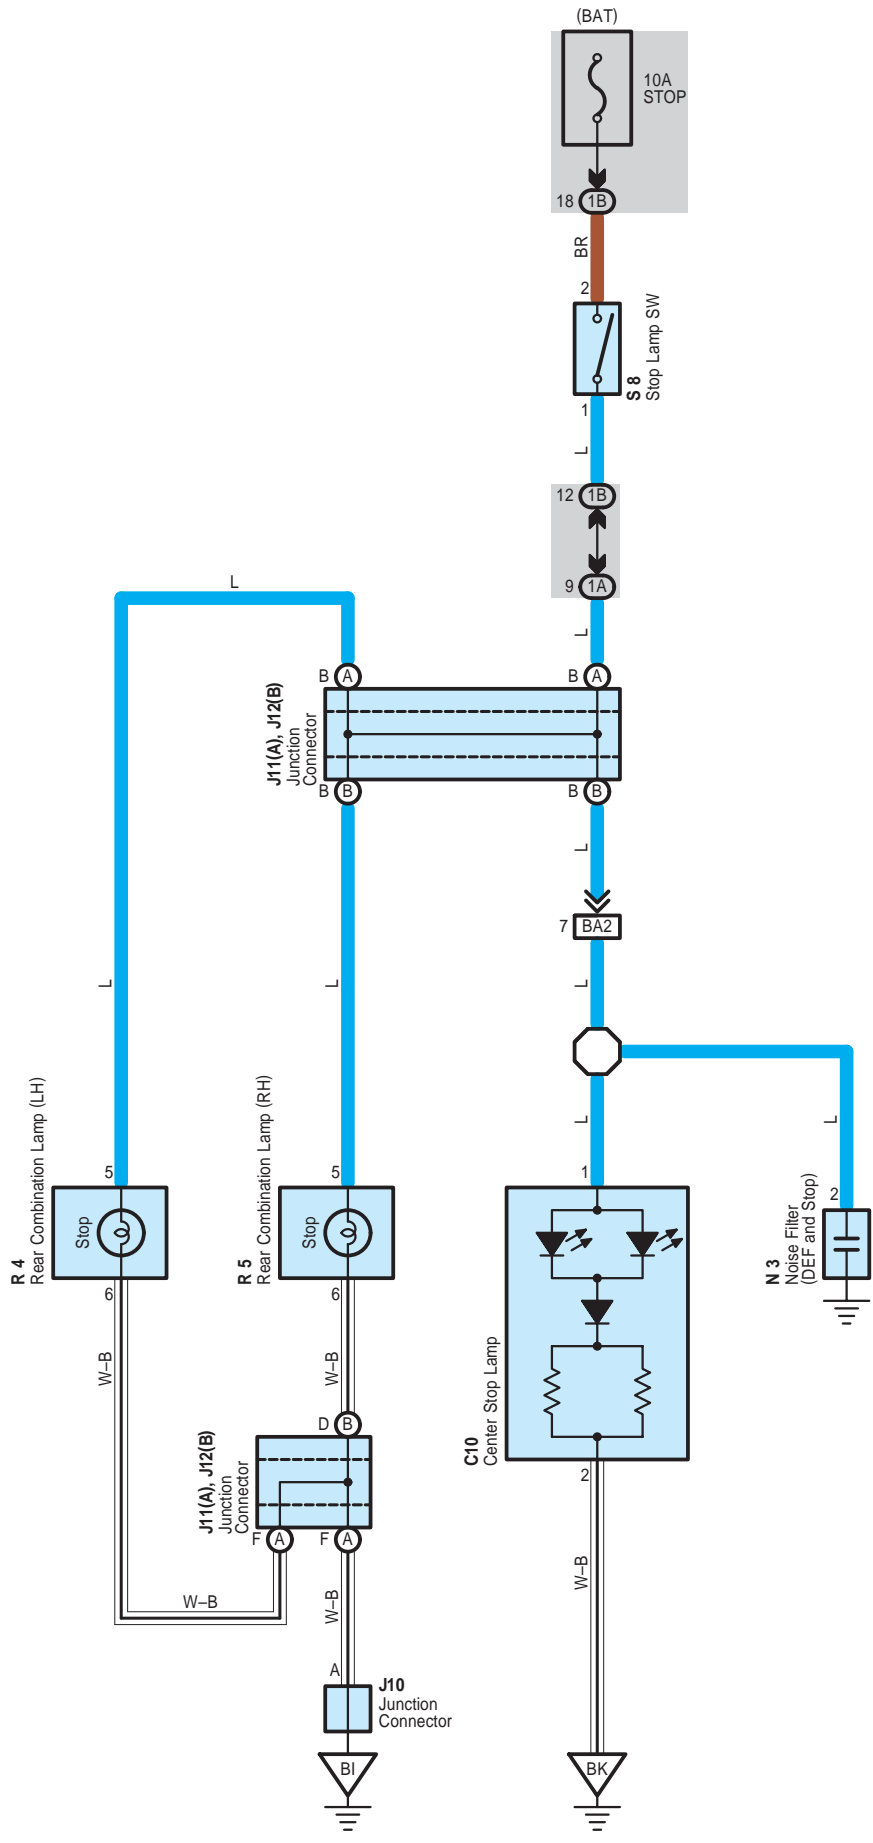 (BAT)
10A
STOP
18 1B
BR
2
S 8
Stop Lamp SW
1
L
12 1B
9 1A
L
L
B A
B A
J11(A), J12(B)
Junction
Connector
B B
B B
L
7 BA2
L
L
L
L
L
5
R 4
Rear Combination Lamp (LH)
Stop
6
5
R 5
Rear Combination Lamp (RH)
Stop
6
1
C10
Center Stop Lamp
2
2
N 3
Noise Filter
(DEF and Stop)
W–B
W–B
D B
J11(A), J12(B)
Junction
Connector
F A
F A
W–B
W–B
W–B
A
J10
Junction
Connector
BI
BK